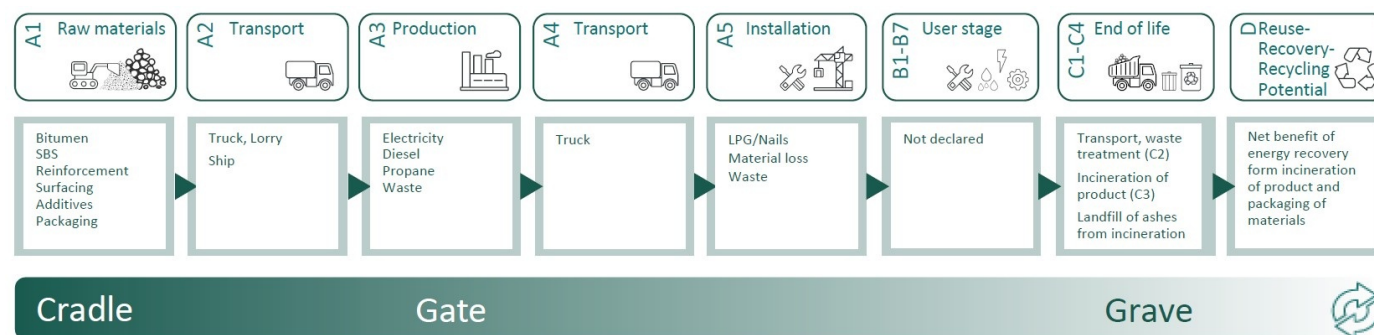 A1 Raw materials
A2 Transport
A3 Production
A4 Transport
A5 Installation
B1-B7 User stage
C1-C4 End of life
D Reuse-
Recovery-
Recycling
Potential
Bitumen
SBS
Reinforcement
Surfacing
Additives
Packaging
Truck, Lorry
Ship
Electricity
Diesel
Propane
Waste
Truck
LPG/Nails
Material loss
Waste
Not declared
Transport, waste
treatment (C2)
Incineration of
product (C3)
Landfill of ashes
from incineration
Net benefit of
energy recovery
form incineration
of product and
packaging of
materials
Cradle
Gate
Grave